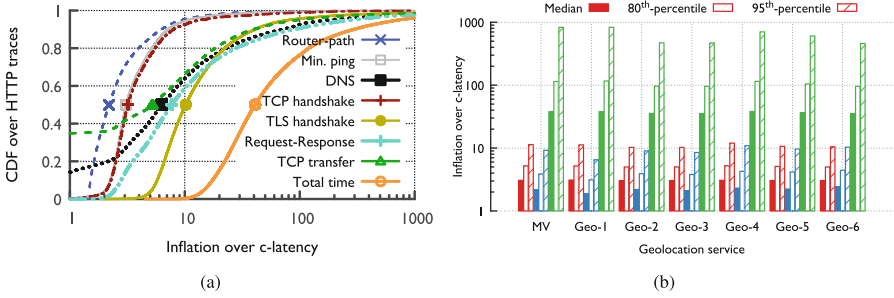 CDF over HTTP traces
1
0.8
0.6
0.4
0.2
0
1
10
100
1000
Inflation over c-latency
Router-path
Min. ping
DNS
TCP handshake
TLS handshake
Request-Response
TCP transfer
Total time
(a)
Median
80th-percentile
95th-percentile
Inflation over c-latency
1000
100
10
1
MV
Geo-1
Geo-2
Geo-3
Geo-4
Geo-5
Geo-6
Geolocation service
(b)